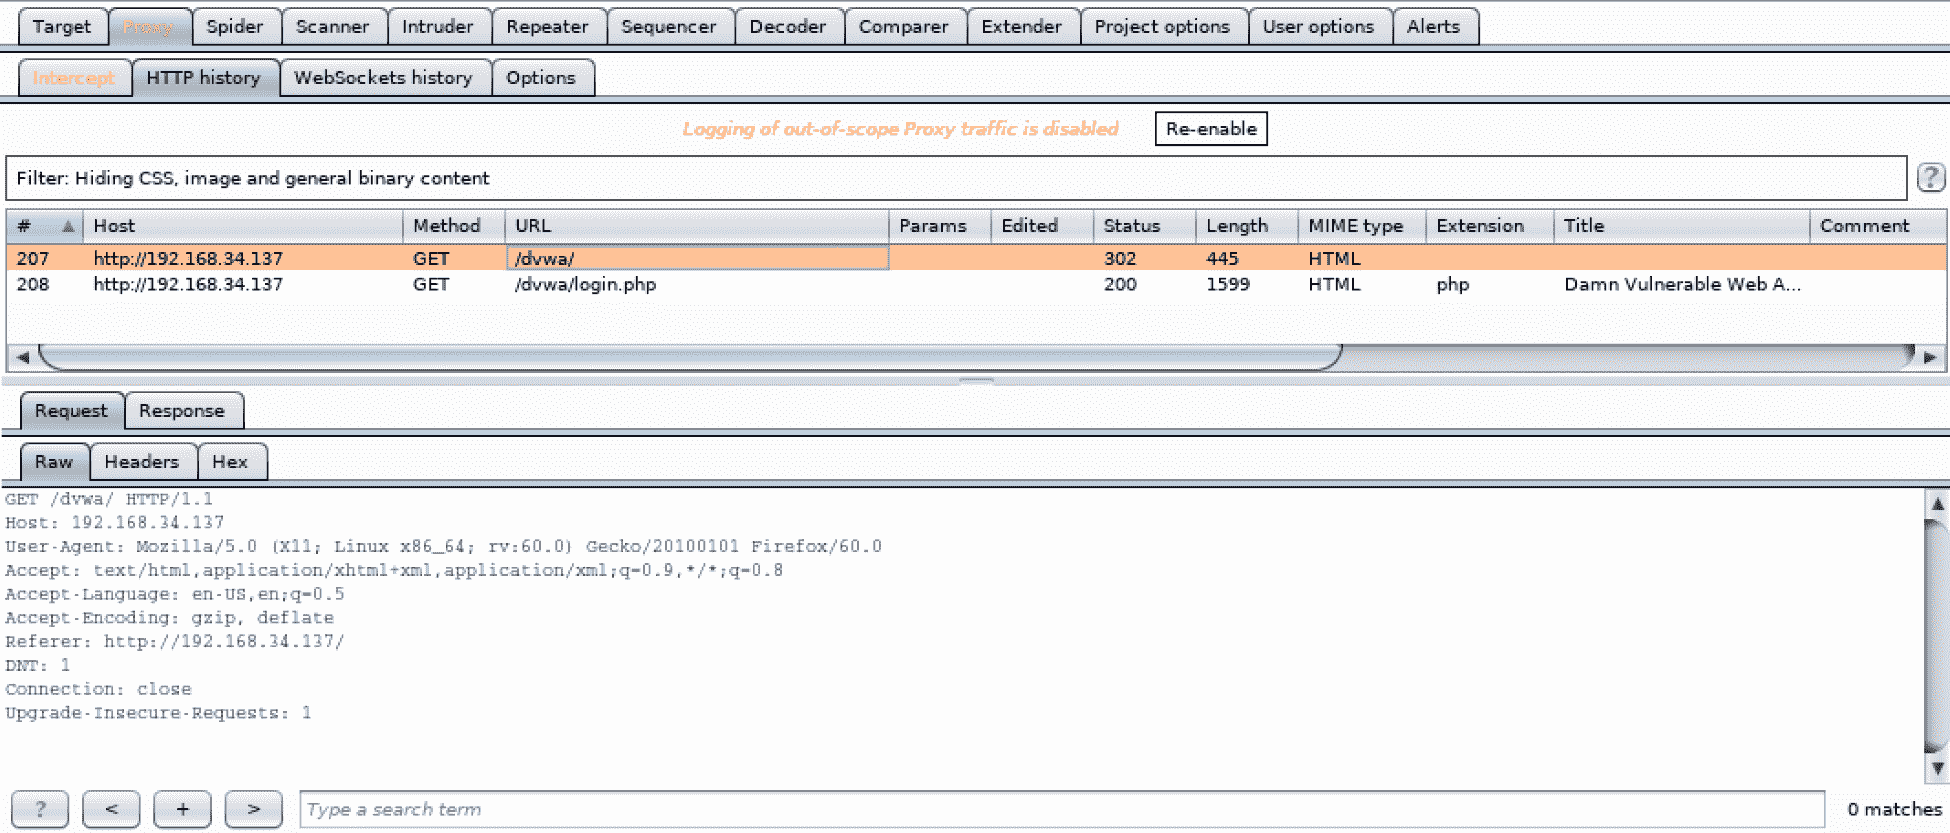 Target Proxy Spider Scanner Intruder Repeater Sequencer Decoder Comparer Extender Project options User options Alerts
Intercept HTTP history WebSockets history Options
Logging of out-of-scope Proxy traffic is disabled Re-enable
Filter: Hiding CSS, image and general binary content ?
# Host Method URL Params Edited Status Length MIME type Extension Title Comment
207 http://192.168.34.137 GET /dvwa/ 302 445 HTML
208 http://192.168.34.137 GET /dvwa/login.php 200 1599 HTML php Damn Vulnerable Web A...
Request Response
Raw Headers Hex
GET /dvwa/ HTTP/1.1
Host: 192.168.34.137
User-Agent: Mozilla/5.0 (X11; Linux x86_64; rv:60.0) Gecko/20100101 Firefox/60.0
Accept: text/html,application/xhtml+xml,application/xml;q=0.9,*/*;q=0.8
Accept-Language: en-US,en;q=0.5
Accept-Encoding: gzip, deflate
Referer: http://192.168.34.137/
DNT: 1
Connection: close
Upgrade-Insecure-Requests: 1
? < + > Type a search term 0 matches